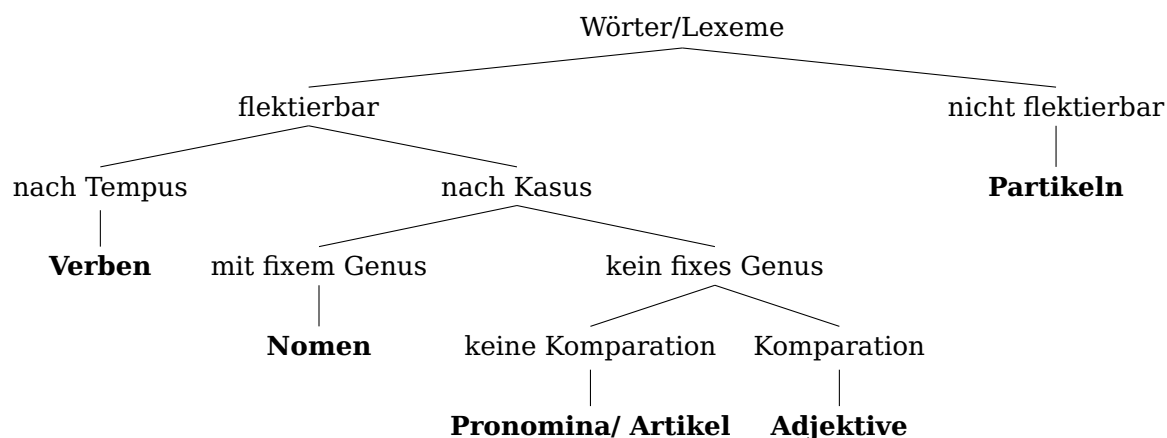 Wörter/Lexeme
flektierbar
nicht flektierbar
nach Tempus
nach Kasus
Partikeln
Verben
mit fixem Genus
kein fixes Genus
Nomen
keine Komparation
Komparation
Pronomina/ Artikel
Adjektive